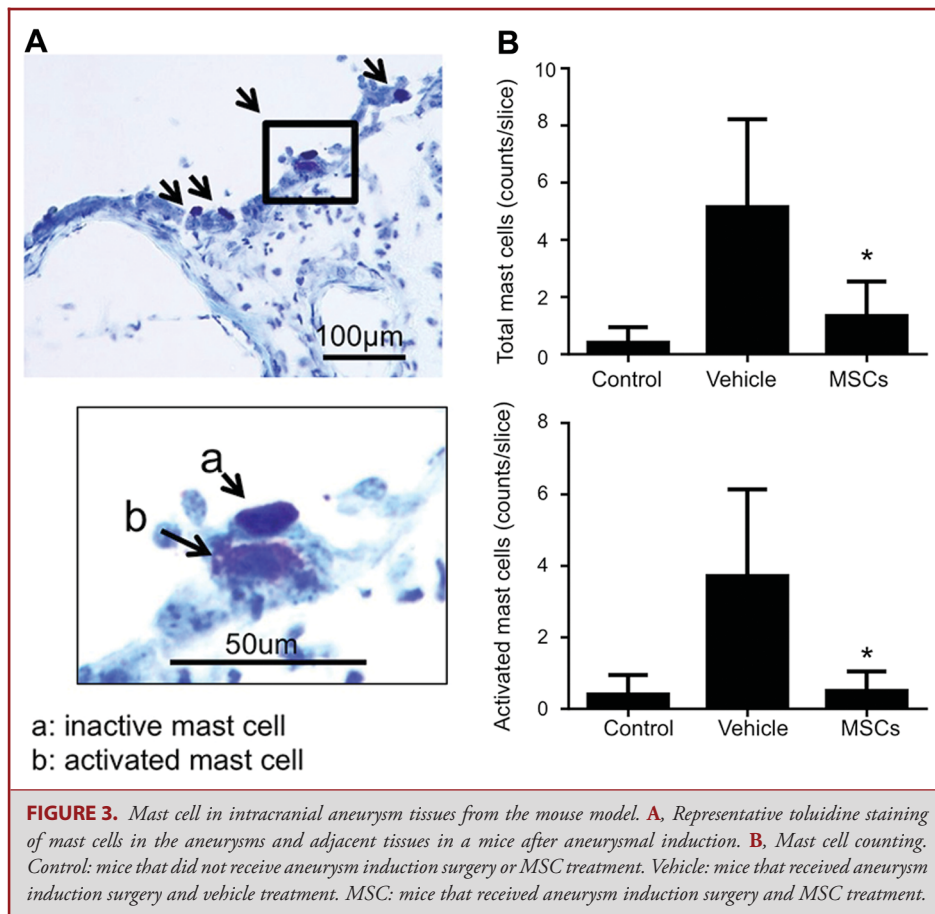 A
100µm
a
b
50um
a: inactive mast cell
b: activated mast cell
B
Total mast cells (counts/slice)
10
8
6
4
2
0
Control Vehicle MSCs
*
Activated mast cells (counts/slice)
8
6
4
2
0
Control Vehicle MSCs
*
FIGURE 3. Mast cell in intracranial aneurysm tissues from the mouse model. A, Representative toluidine staining
of mast cells in the aneurysms and adjacent tissues in a mice after aneurysmal induction. B, Mast cell counting.
Control: mice that did not receive aneurysm induction surgery or MSC treatment. Vehicle: mice that received aneurysm
induction surgery and vehicle treatment. MSC: mice that received aneurysm induction surgery and MSC treatment.